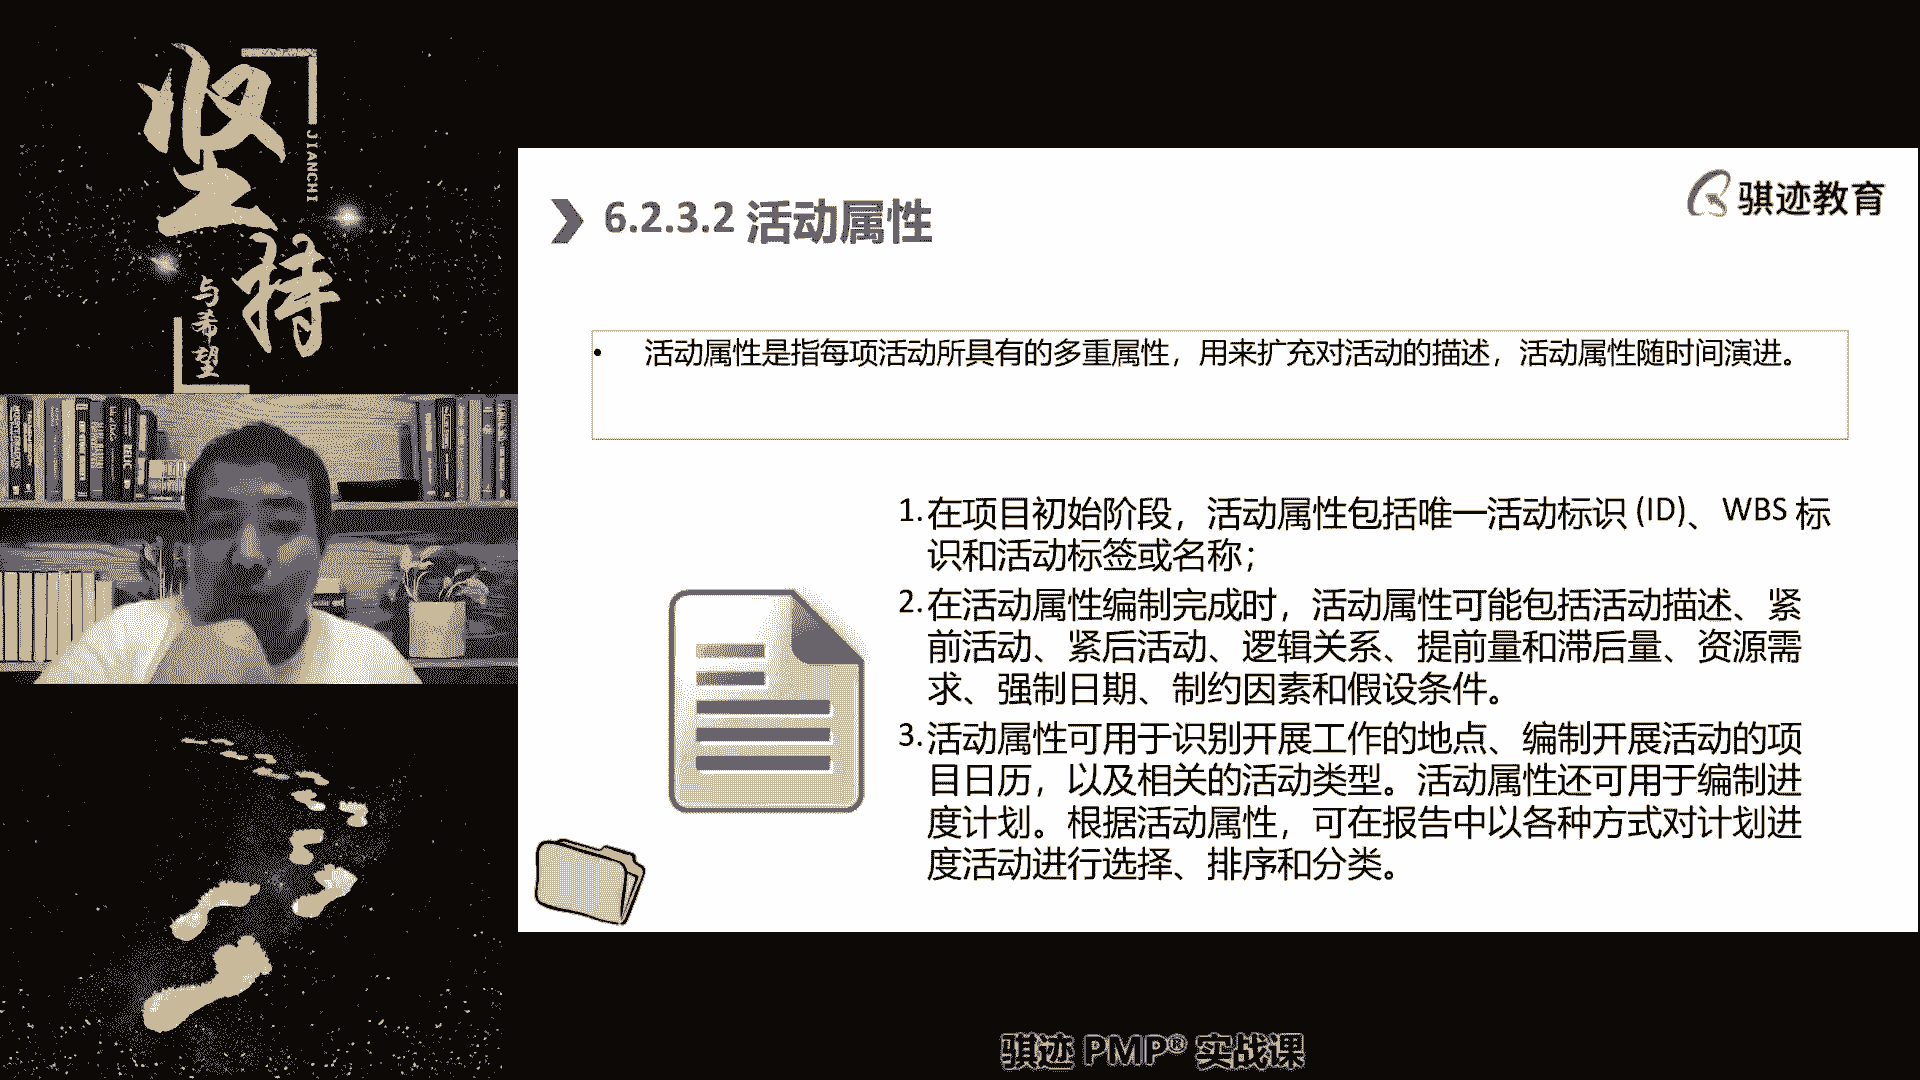 坚持
JIANCHI
与希望
骐迹教育
6.2.3.2 活动属性
• 活动属性是指每项活动所具有的多重属性，用来扩充对活动的描述，活动属性随时间演进。
1.在项目初始阶段，活动属性包括唯一活动标识 (ID)、WBS 标
识和活动标签或名称；
2.在活动属性编制完成时，活动属性可能包括活动描述、紧
前活动、紧后活动、逻辑关系、提前量和滞后量、资源需
求、强制日期、制约因素和假设条件。
3.活动属性可用于识别开展工作的地点、编制开展活动的项
目日历，以及相关的活动类型。活动属性还可用于编制进
度计划。根据活动属性，可在报告中以各种方式对计划进
度活动进行选择、排序和分类。
骐迹 PMP® 实战课